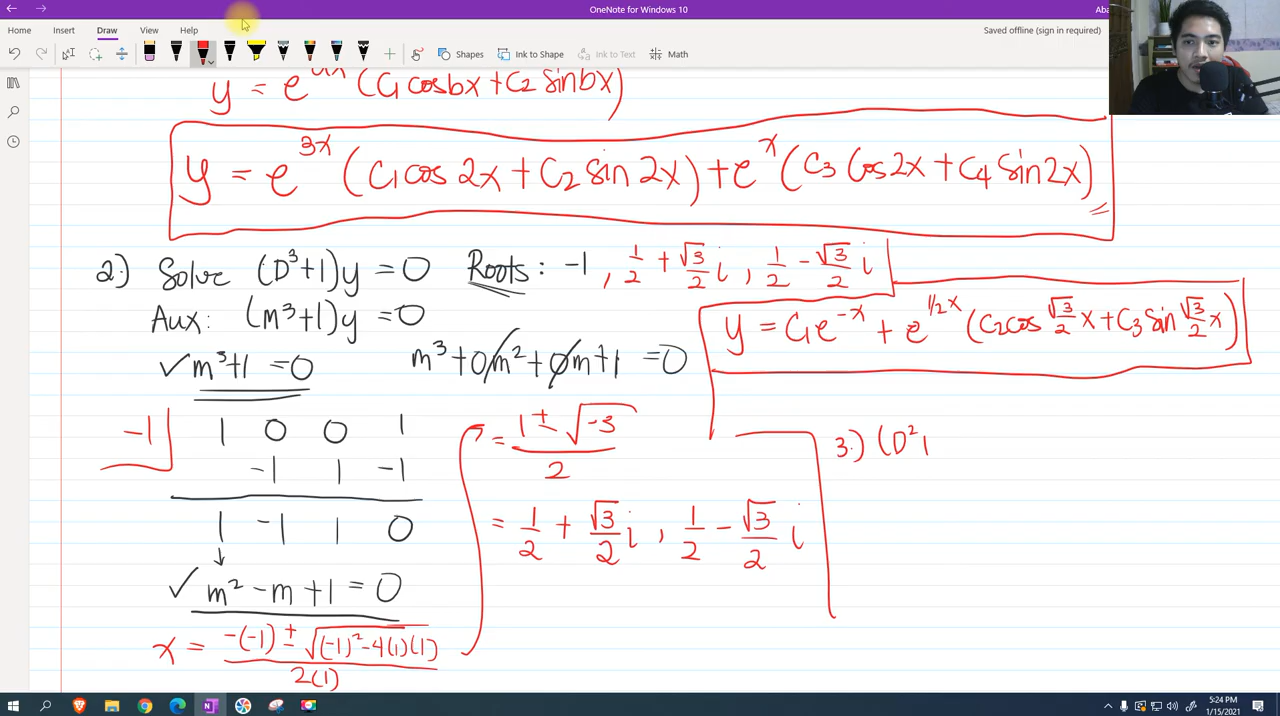 OneNote for Windows 10
Home Insert Draw View Help
Saved offline (sign in required)
Shapes Ink to Shape Ink to Text Math
y = e (C1 cosbx + C2 sinbx)
y = e^3x (C1 cos 2x + C2 sin 2x) + e^x (C3 Cos 2x + C4 Sin 2x)
2.) Solve (D³+1)y = 0 Roots: -1, 1/2 + √3/2 i, 1/2 - √3/2 i
Aux: (m³+1)y = 0
y = C1e^-x + e^1/2x (C2 cos √3/2 x + C3 Sin √3/2 x)
✓ m³+1 = 0 m³ + 0m² + 0m + 1 = 0
-1 | 1 0 0 1
-1 1 -1
1 -1 1 0
✓ m² - m + 1 = 0
x = -(-1) ± √(-1)² - 4(1)(1) / 2(1)
= 1 ± √-3 / 2
= 1/2 + √3/2 i, 1/2 - √3/2 i
3.) (D²
5:24 PM
1/15/2021